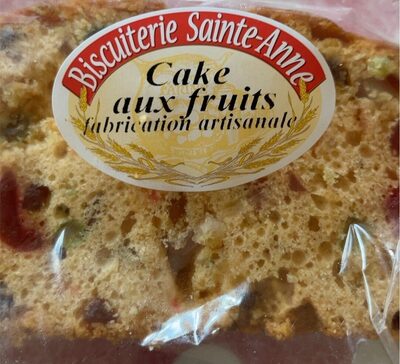 Biscuiterie Sainte-Anne
Cake
aux fruits
fabrication artisanale